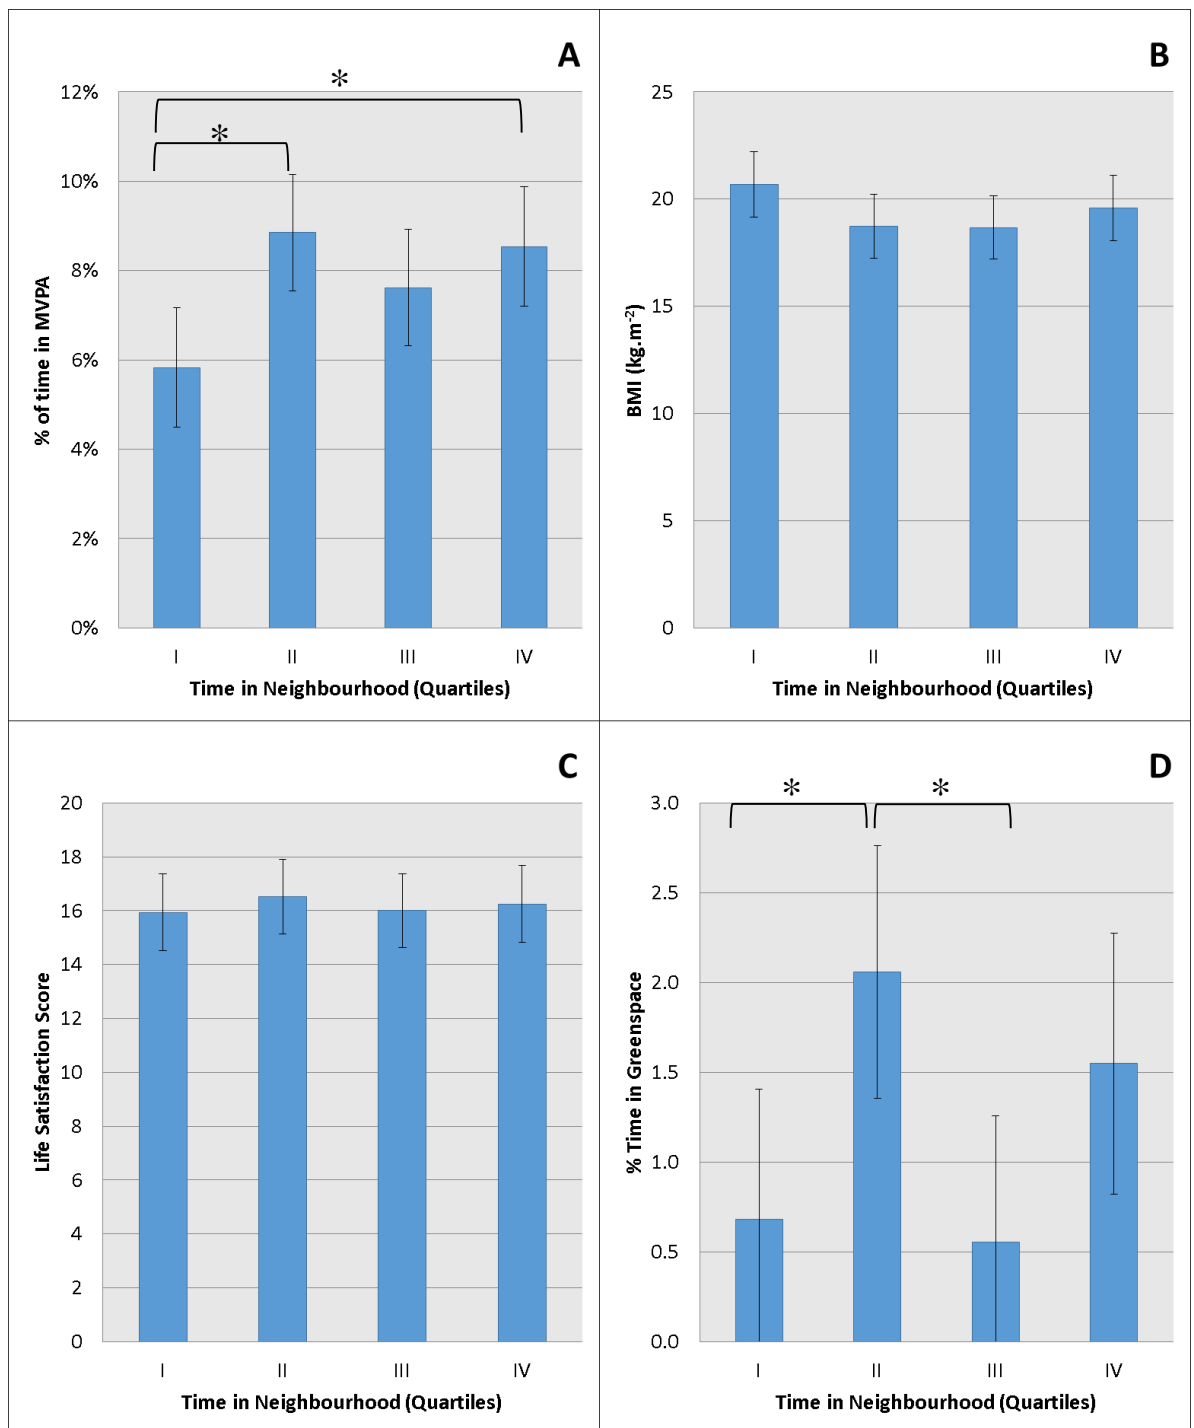 A
*
*
12%
10%
8%
6%
4%
2%
0%
% of time in MVPA
I II III IV
Time in Neighbourhood (Quartiles)
B
25
20
15
10
5
0
BMI (kg.m⁻²)
I II III IV
Time in Neighbourhood (Quartiles)
C
20
18
16
14
12
10
8
6
4
2
0
Life Satisfaction Score
I II III IV
Time in Neighbourhood (Quartiles)
D
* *
3.0
2.5
2.0
1.5
1.0
0.5
0.0
% Time in Greenspace
I II III IV
Time in Neighbourhood (Quartiles)